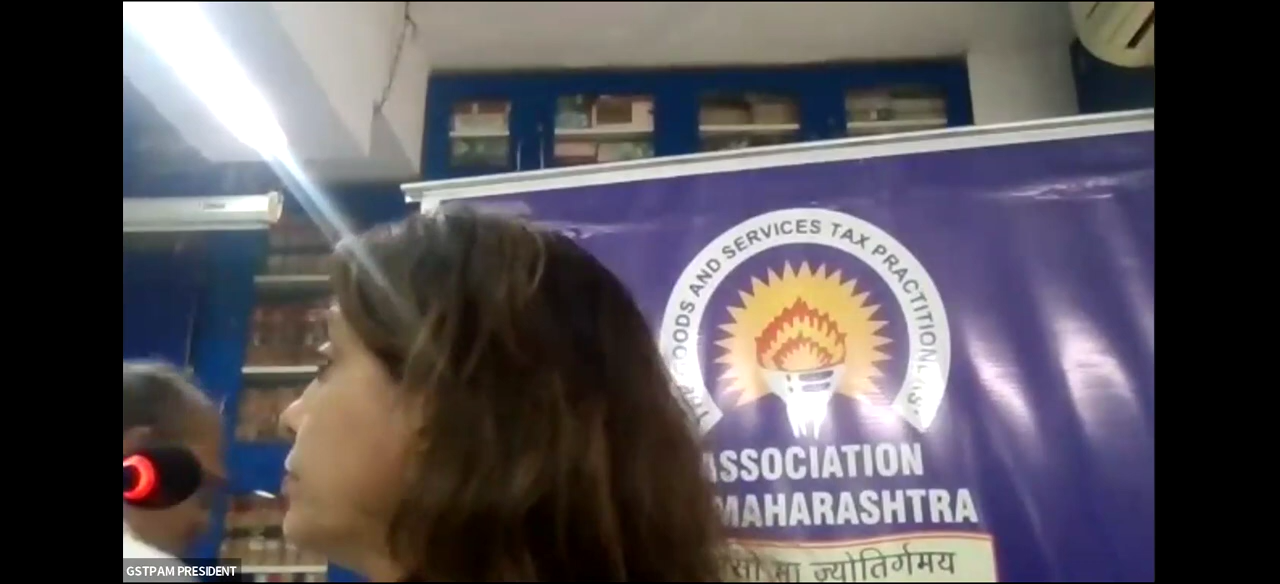 GOODS AND SERVICES TAX PRACTITIONERS'
ASSOCIATION
MAHARASHTRA
सो मा ज्योतिर्गमय
GSTPAM PRESIDENT